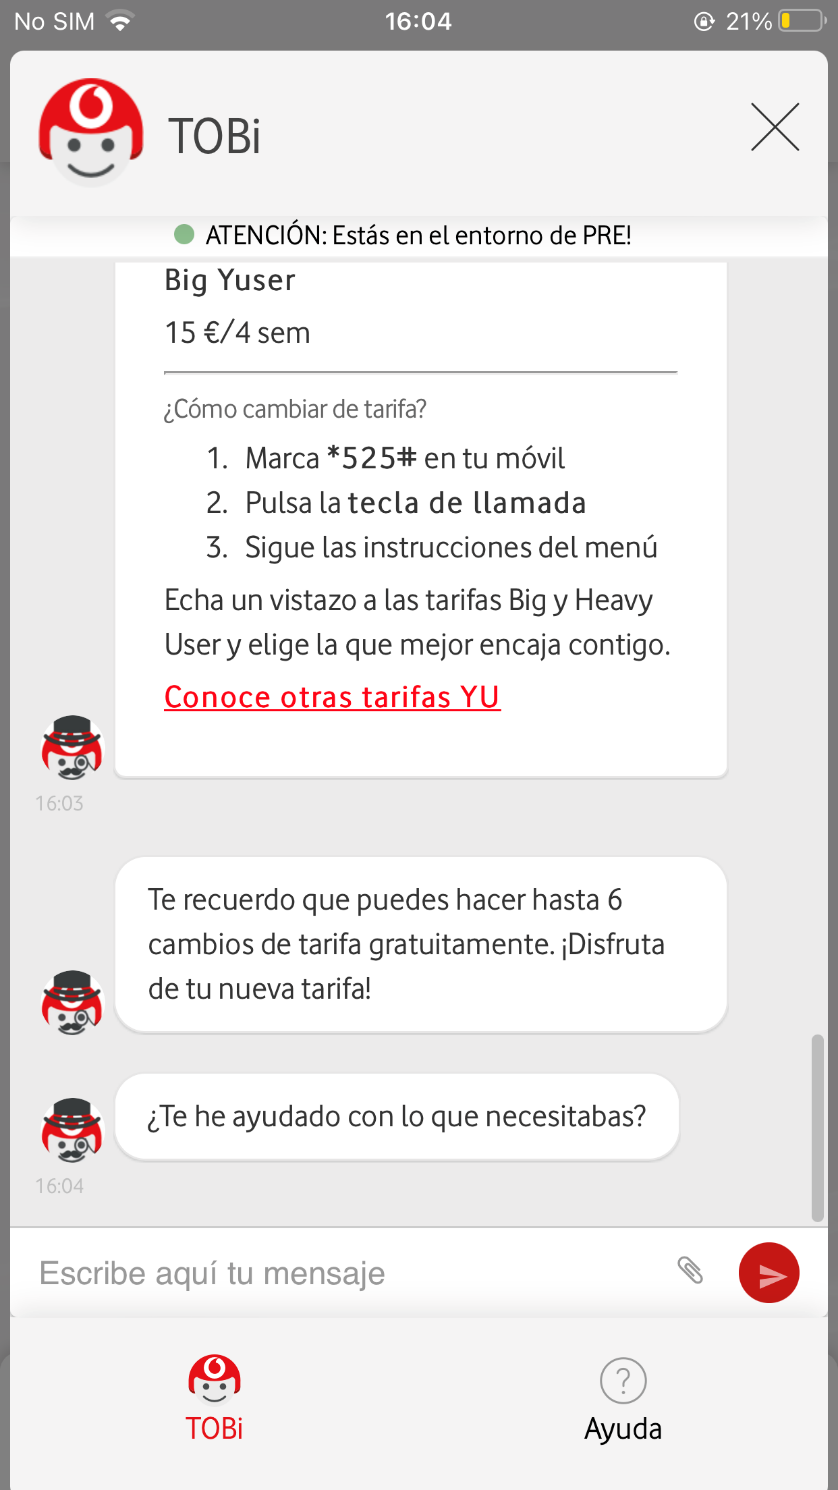 No SIM 16:04 21%
TOBi
ATENCIÓN: Estás en el entorno de PRE!
Big Yuser
15 €/4 sem
¿Cómo cambiar de tarifa?
1. Marca *525# en tu móvil
2. Pulsa la tecla de llamada
3. Sigue las instrucciones del menú
Echa un vistazo a las tarifas Big y Heavy
User y elige la que mejor encaja contigo.
Conoce otras tarifas YU
16:03
Te recuerdo que puedes hacer hasta 6
cambios de tarifa gratuitamente. ¡Disfruta
de tu nueva tarifa!
¿Te he ayudado con lo que necesitabas?
16:04
Escribe aquí tu mensaje
TOBi
?
Ayuda